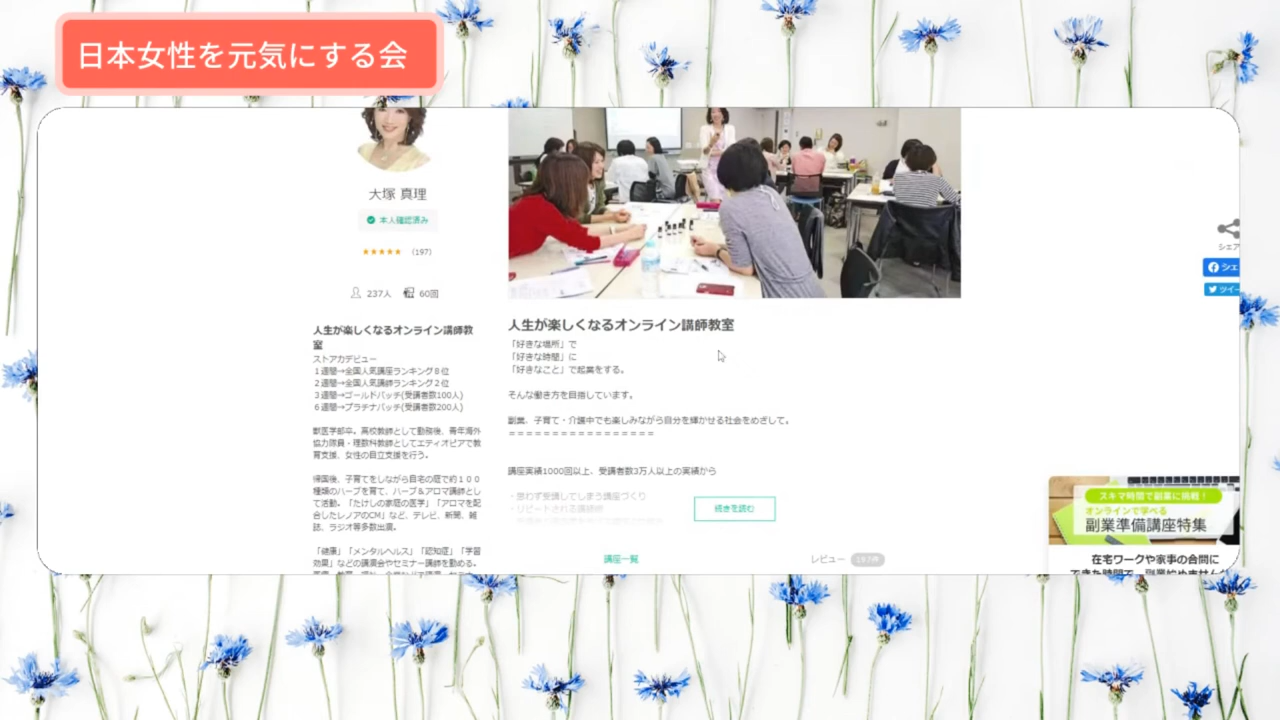 日本女性を元気にする会
大塚 真理
本人確認済み
★★★★★ (197)
237人 60回
人生が楽しくなるオンライン講師教
室
ストアカデビュー
1週間→全国人気講座ランキング8位
2週間→全国人気講師ランキング2位
3週間→ゴールドバッチ(受講者数100人)
6週間→プラチナバッチ(受講者数200人)
獣医学部卒。高校教師として勤務後、青年海外
協力隊員・理数科教師としてエティオピアで教
育支援、女性の自立支援を行う。
帰国後、子育てをしながら自宅の庭で約100
種類のハーブを育て、ハーブ&アロマ講師とし
て活動。「たけしの家庭の医学」「アロマを配
合したレノアのCM」など、テレビ、新聞、雑
誌、ラジオ等多数出演。
「健康」「メンタルヘルス」「認知症」「学習
効果」などの講演会やセミナー講師を勤める。
人生が楽しくなるオンライン講師教室
「好きな場所」で
「好きな時間」に
「好きなこと」で起業をする。
そんな働き方を目指しています。
副業、子育て・介護中でも楽しみながら自分を輝かせる社会をめざして。
=================
講座実績1000回以上、受講者数3万人以上の実績から
・思わず受講してしまう講座づくり
・リピートされる講師術
続きを読む
講座一覧
レビュー 197件
シェア
シェ
ツイー
スキマ時間で副業に挑戦！
オンラインで学べる
副業準備講座特集
在宅ワークや家事の合間に